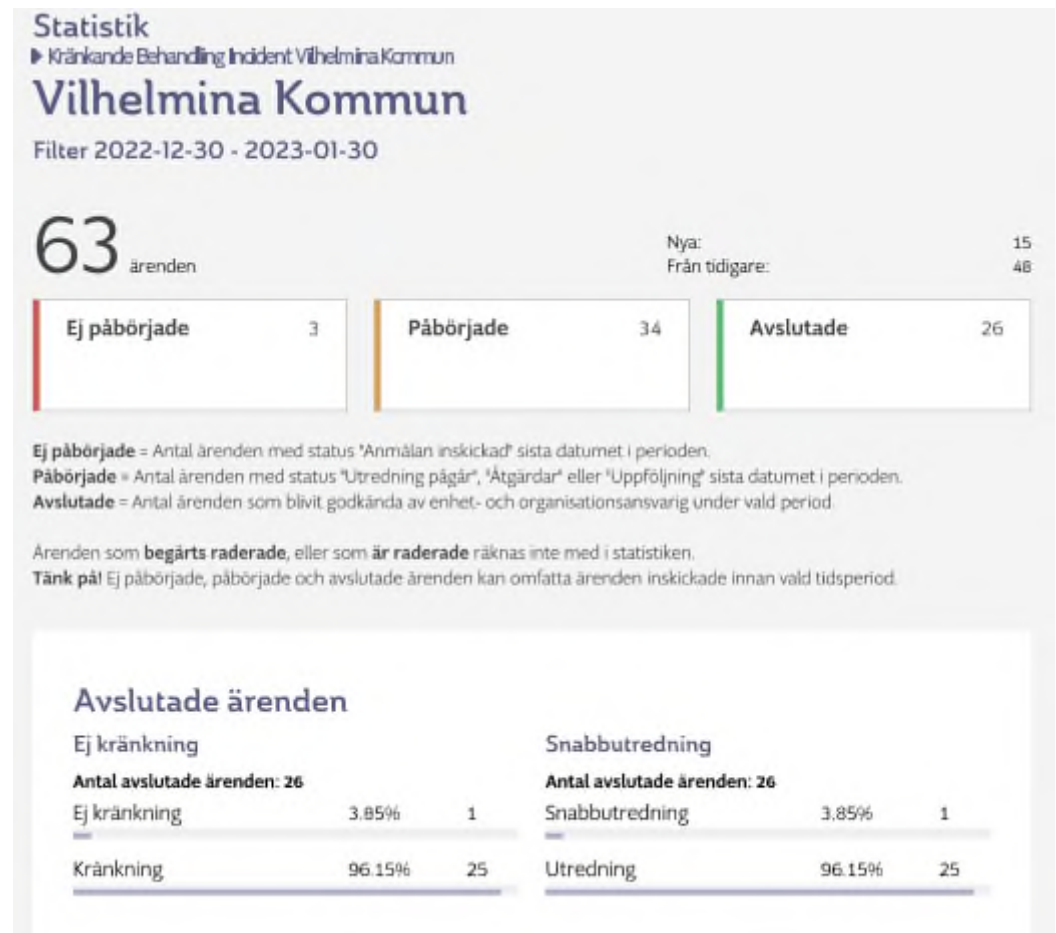 Statistik
Kränkande Behandling Incident Vilhelmina Kommun
Vilhelmina Kommun
Filter 2022-12-30 - 2023-01-30
63 ärenden
Nya: 15
Från tidigare: 48
Ej påbörjade 3
Påbörjade 34
Avslutade 26
Ej påbörjade = Antal ärenden med status "Anmälan inskickad" sista datumet i perioden.
Påbörjade = Antal ärenden med status "Utredning pågår", "Åtgärdar" eller "Uppföljning" sista datumet i perioden.
Avslutade = Antal ärenden som blivit godkända av enhet- och organisationsansvarig under vald period.
Ärenden som begärts raderade, eller som är raderade räknas inte med i statistiken.
Tänk på! Ej påbörjade, påbörjade och avslutade ärenden kan omfatta ärenden inskickade innan vald tidsperiod.
Avslutade ärenden
Ej kränkning
Antal avslutade ärenden: 26
Ej kränkning 3.85% 1
Kränkning 96.15% 25
Snabbutredning
Antal avslutade ärenden: 26
Snabbutredning 3.85% 1
Utredning 96.15% 25